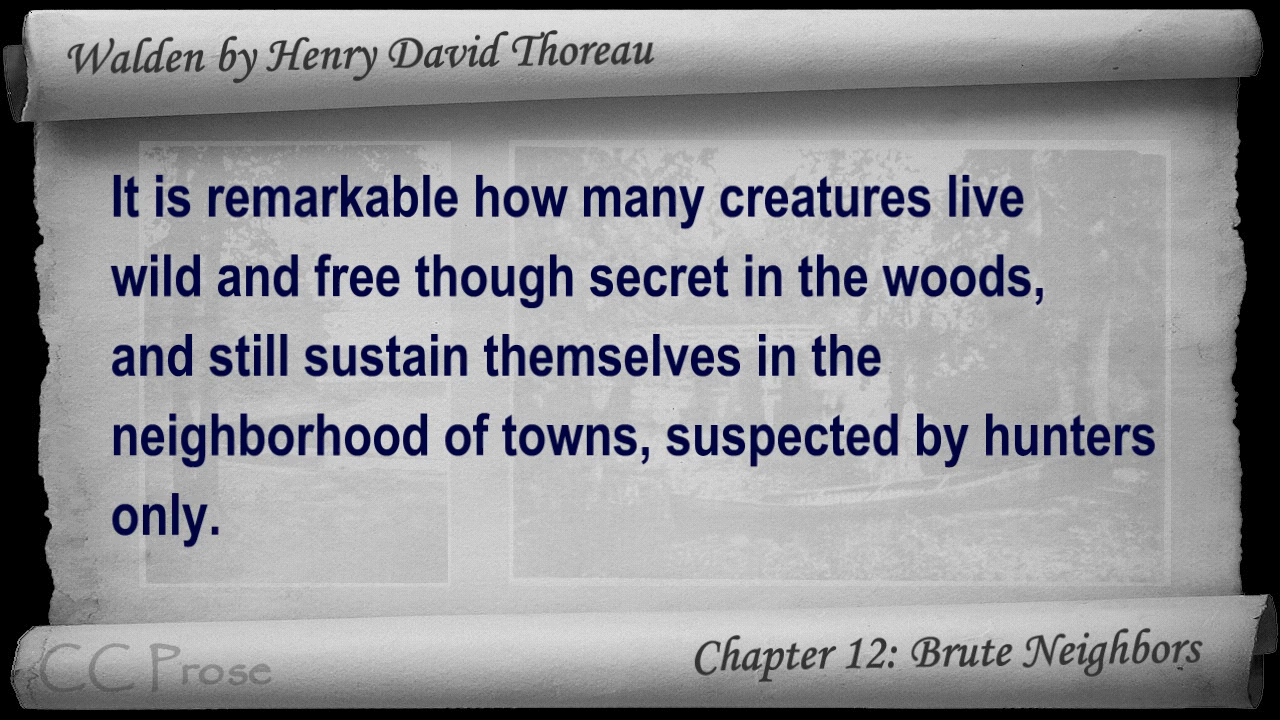 Walden by Henry David Thoreau
It is remarkable how many creatures live
wild and free though secret in the woods,
and still sustain themselves in the
neighborhood of towns, suspected by hunters
only.
CC Prose
Chapter 12: Brute Neighbors